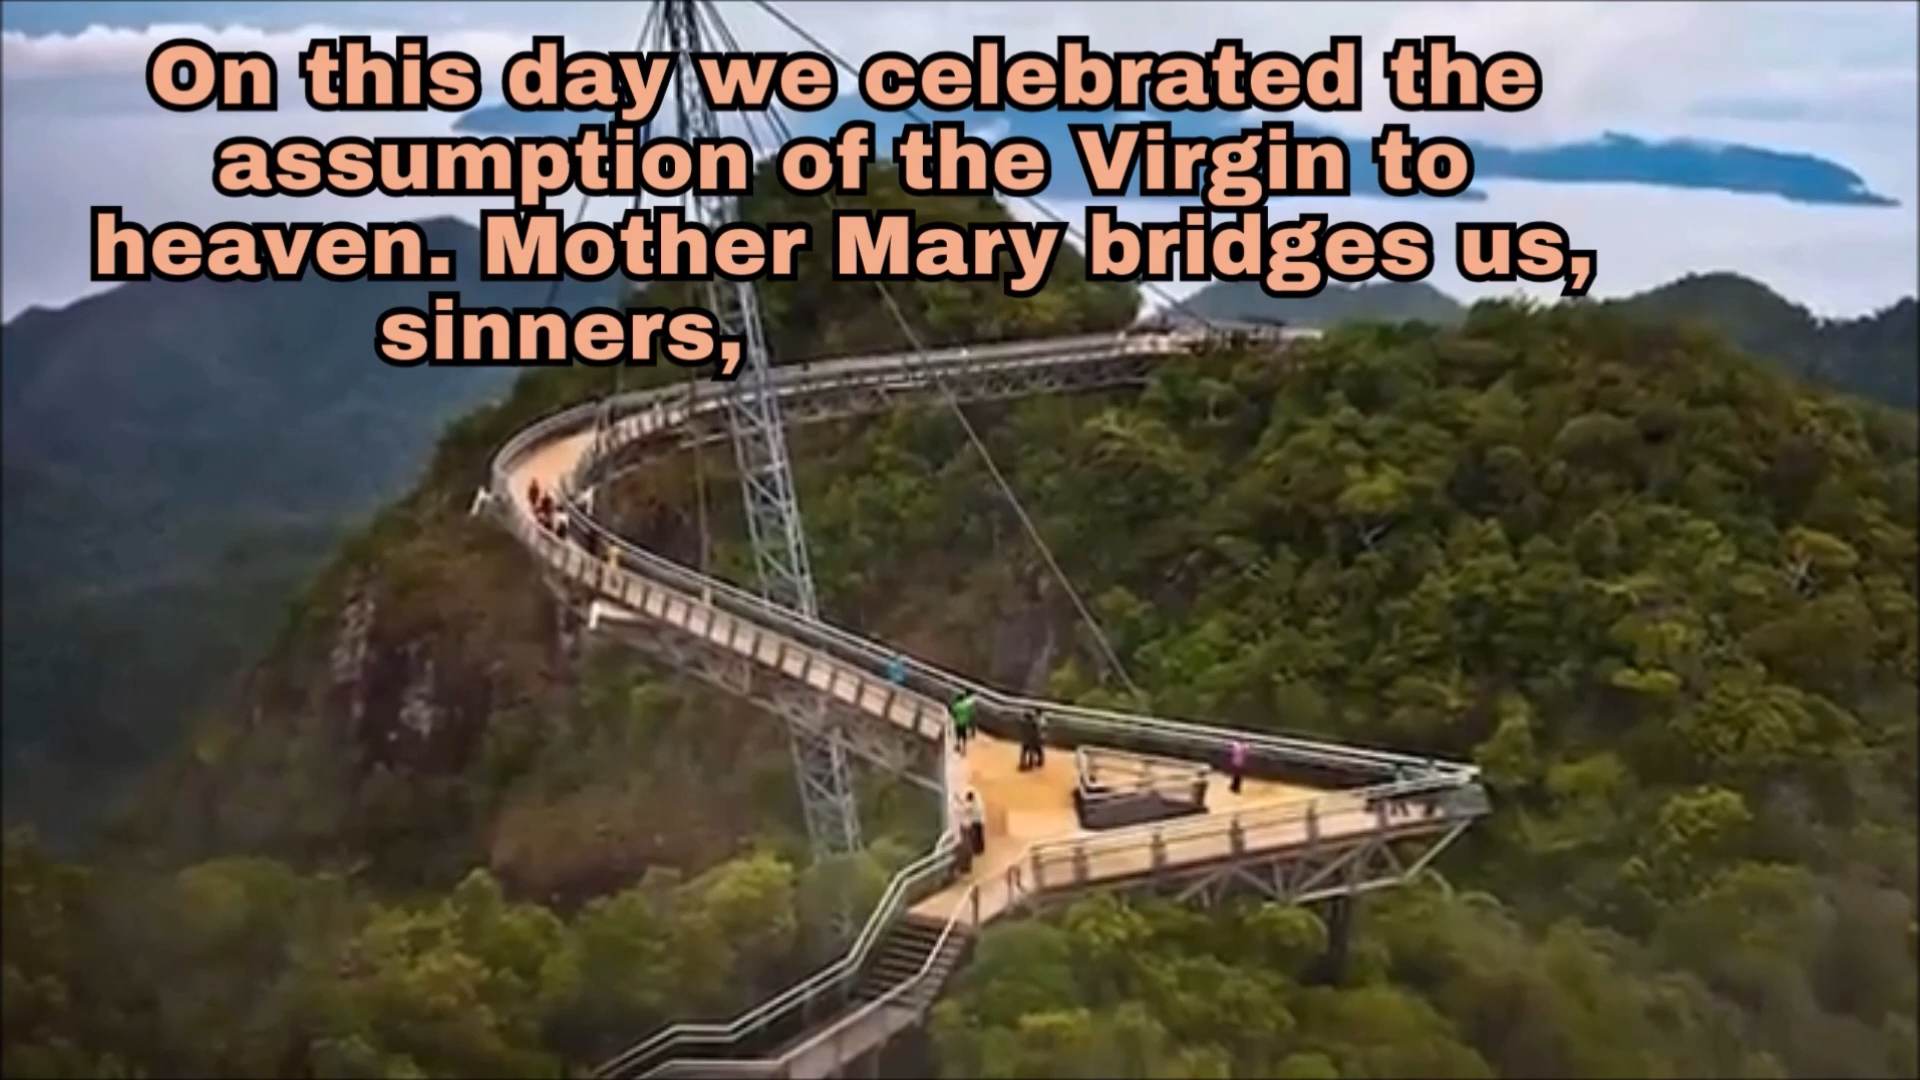 On this day we celebrated the
assumption of the Virgin to
heaven. Mother Mary bridges us,
sinners,